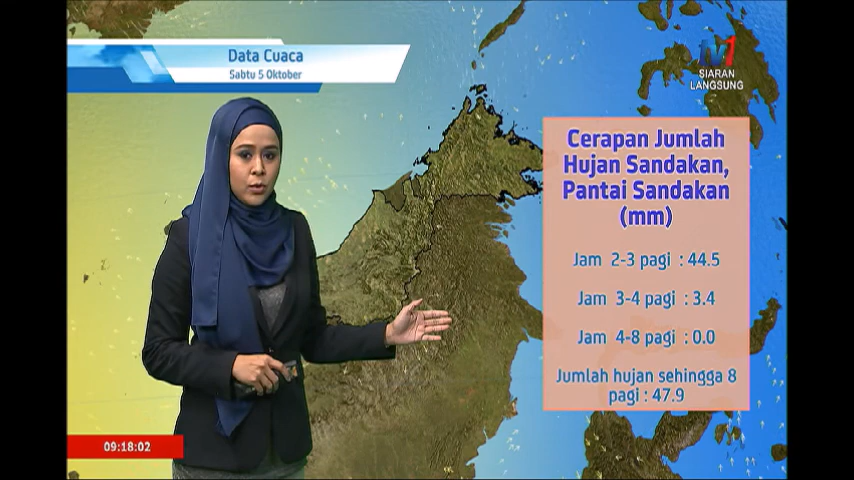 Data Cuaca
Sabtu 5 Oktober
TV1
SIARAN
LANGSUNG
Cerapan Jumlah
Hujan Sandakan,
Pantai Sandakan
(mm)
Jam 2-3 pagi : 44.5
Jam 3-4 pagi : 3.4
Jam 4-8 pagi : 0.0
Jumlah hujan sehingga 8
pagi : 47.9
09:18:02